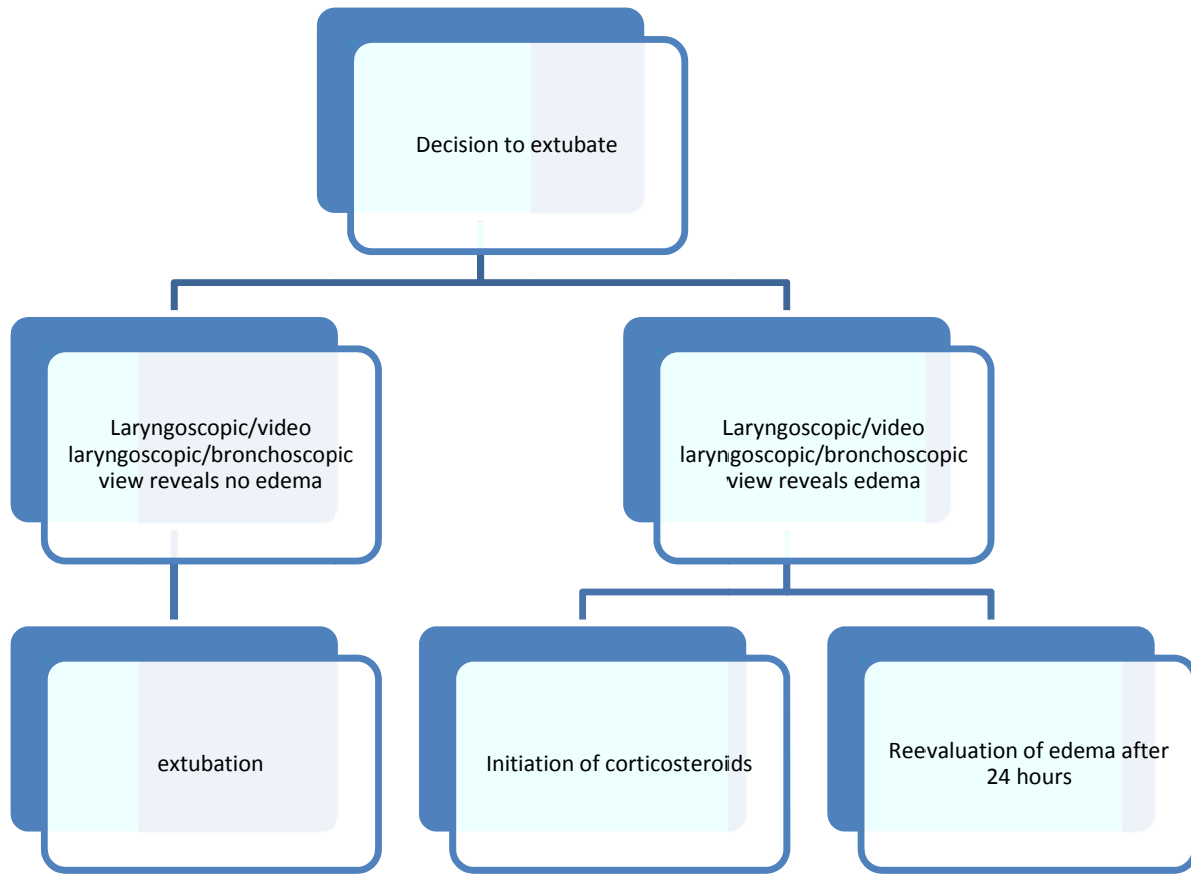 Decision to extubate
Laryngoscopic/video
laryngoscopic/bronchoscopic
view reveals no edema
Laryngoscopic/video
laryngoscopic/bronchoscopic
view reveals edema
extubation
Initiation of corticosteroids
Reevaluation of edema after
24 hours